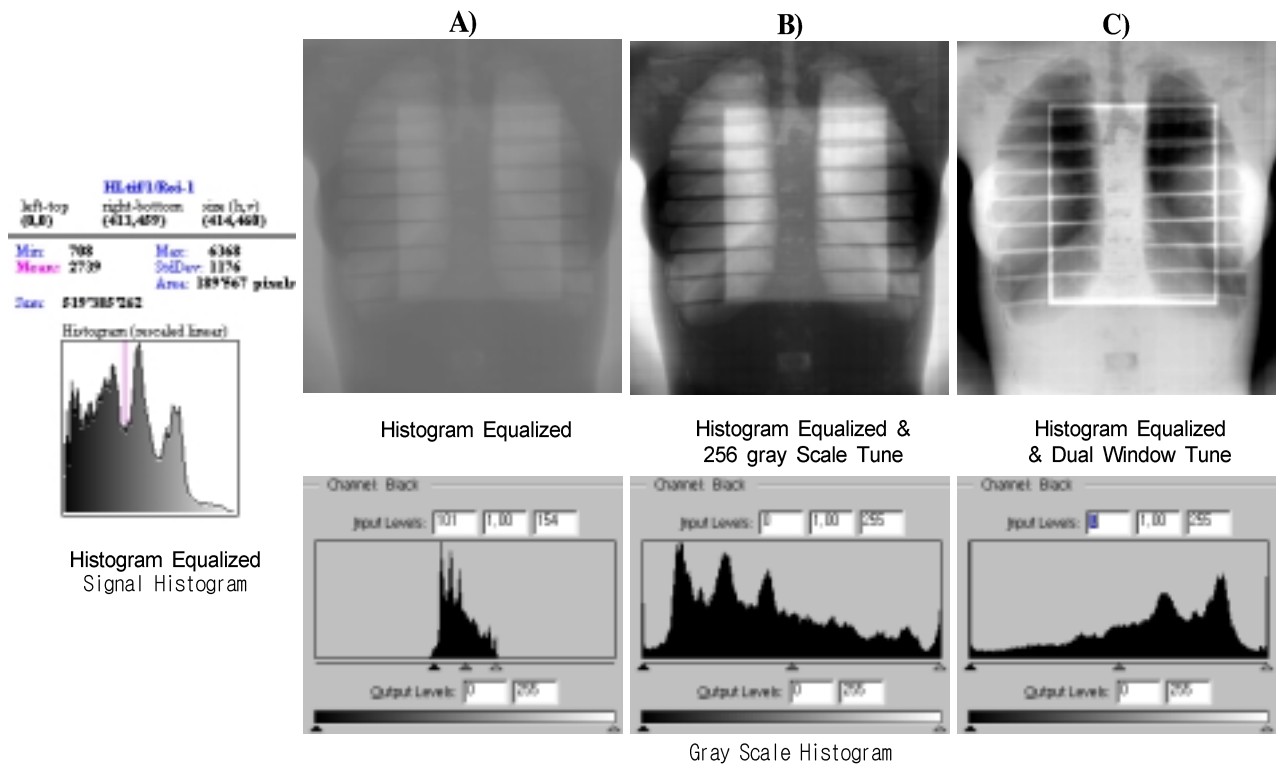 A)
B)
C)
HL-tif'1/Roi-1
left-top right-bottom size (h,v)
(0,0) (413,459) (414,460)
Min: 708 Max: 6368
Mean: 2739 StdDev: 1176
Area: 189'967 pixels
Sum: 519'385'262
Histogram (rescaled linear)
Histogram Equalized
Signal Histogram
Histogram Equalized
Histogram Equalized &
256 gray Scale Tune
Histogram Equalized
& Dual Window Tune
Channel: Black
Input Levels: 101 1,00 154
Output Levels: 0 255
Channel: Black
Input Levels: 0 1,00 255
Output Levels: 0 255
Channel: Black
Input Levels: 1,00 255
Output Levels: 0 255
Gray Scale Histogram